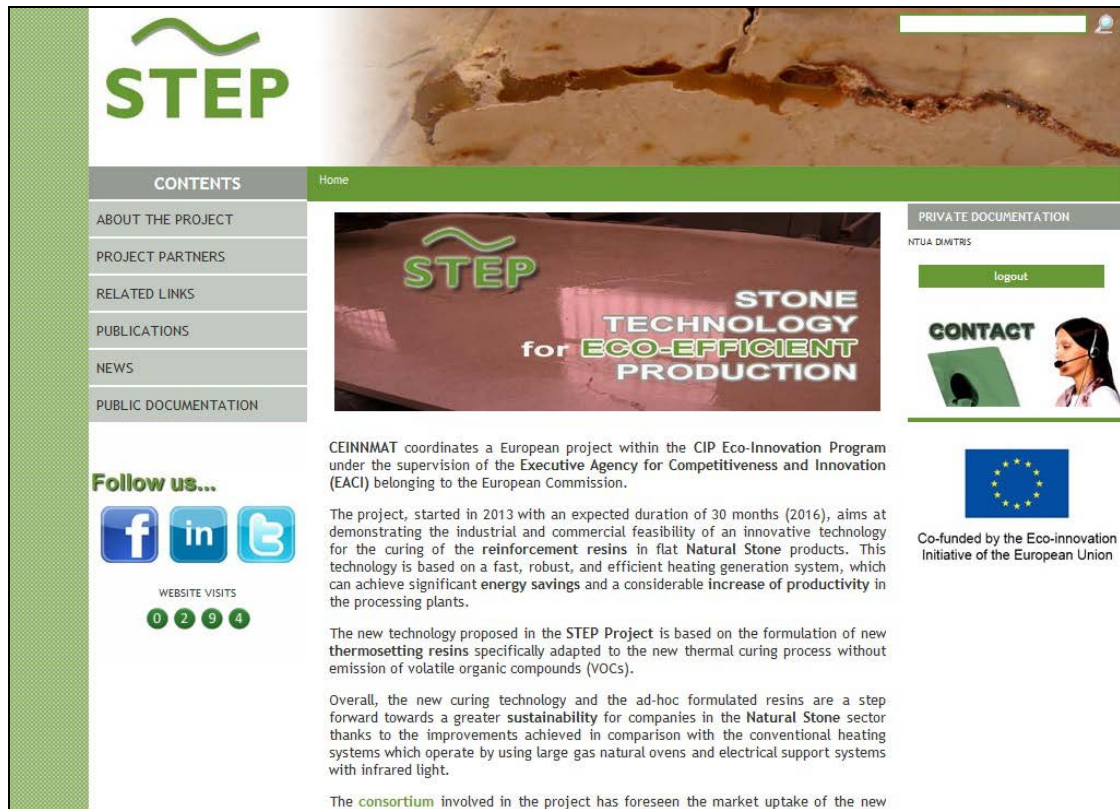 STEP
CONTENTS
ABOUT THE PROJECT
PROJECT PARTNERS
RELATED LINKS
PUBLICATIONS
NEWS
PUBLIC DOCUMENTATION
Follow us...
f
in
t
WEBSITE VISITS
0 2 9 4
Home
STEP
STONE
TECHNOLOGY
for ECO-EFFICIENT
PRODUCTION
CEINNMAT coordinates a European project within the CIP Eco-Innovation Program
under the supervision of the Executive Agency for Competitiveness and Innovation
(EACI) belonging to the European Commission.
The project, started in 2013 with an expected duration of 30 months (2016), aims at
demonstrating the industrial and commercial feasibility of an innovative technology
for the curing of the reinforcement resins in flat Natural Stone products. This
technology is based on a fast, robust, and efficient heating generation system, which
can achieve significant energy savings and a considerable increase of productivity in
the processing plants.
The new technology proposed in the STEP Project is based on the formulation of new
thermosetting resins specifically adapted to the new thermal curing process without
emission of volatile organic compounds (VOCs).
Overall, the new curing technology and the ad-hoc formulated resins are a step
forward towards a greater sustainability for companies in the Natural Stone sector
thanks to the improvements achieved in comparison with the conventional heating
systems which operate by using large gas natural ovens and electrical support systems
with infrared light.
The consortium involved in the project has foreseen the market uptake of the new
PRIVATE DOCUMENTATION
NTUA DIMITRIS
logout
CONTACT
Co-funded by the Eco-innovation
Initiative of the European Union